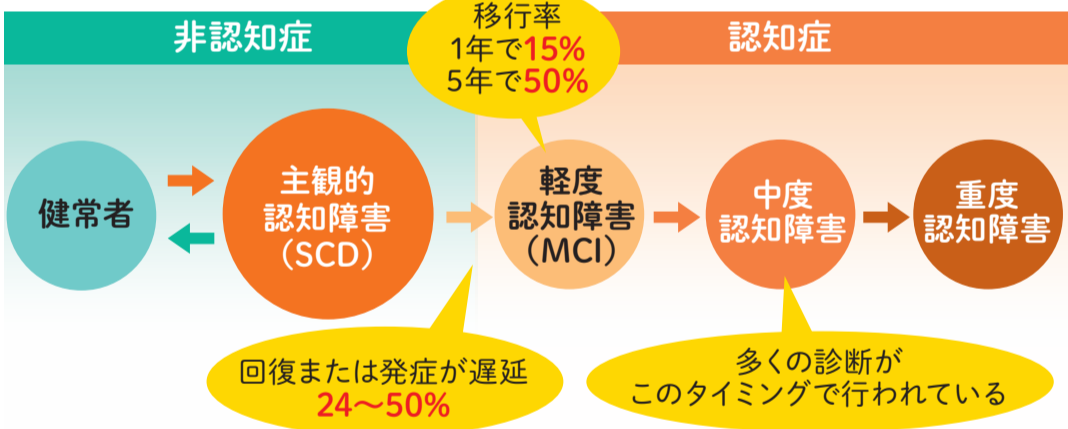 非認知症
移行率
1年で15%
5年で50%
認知症
健常者
主観的
認知障害
(SCD)
軽度
認知障害
(MCI)
中度
認知障害
重度
認知障害
回復または発症が遅延
24〜50%
多くの診断が
このタイミングで行われている